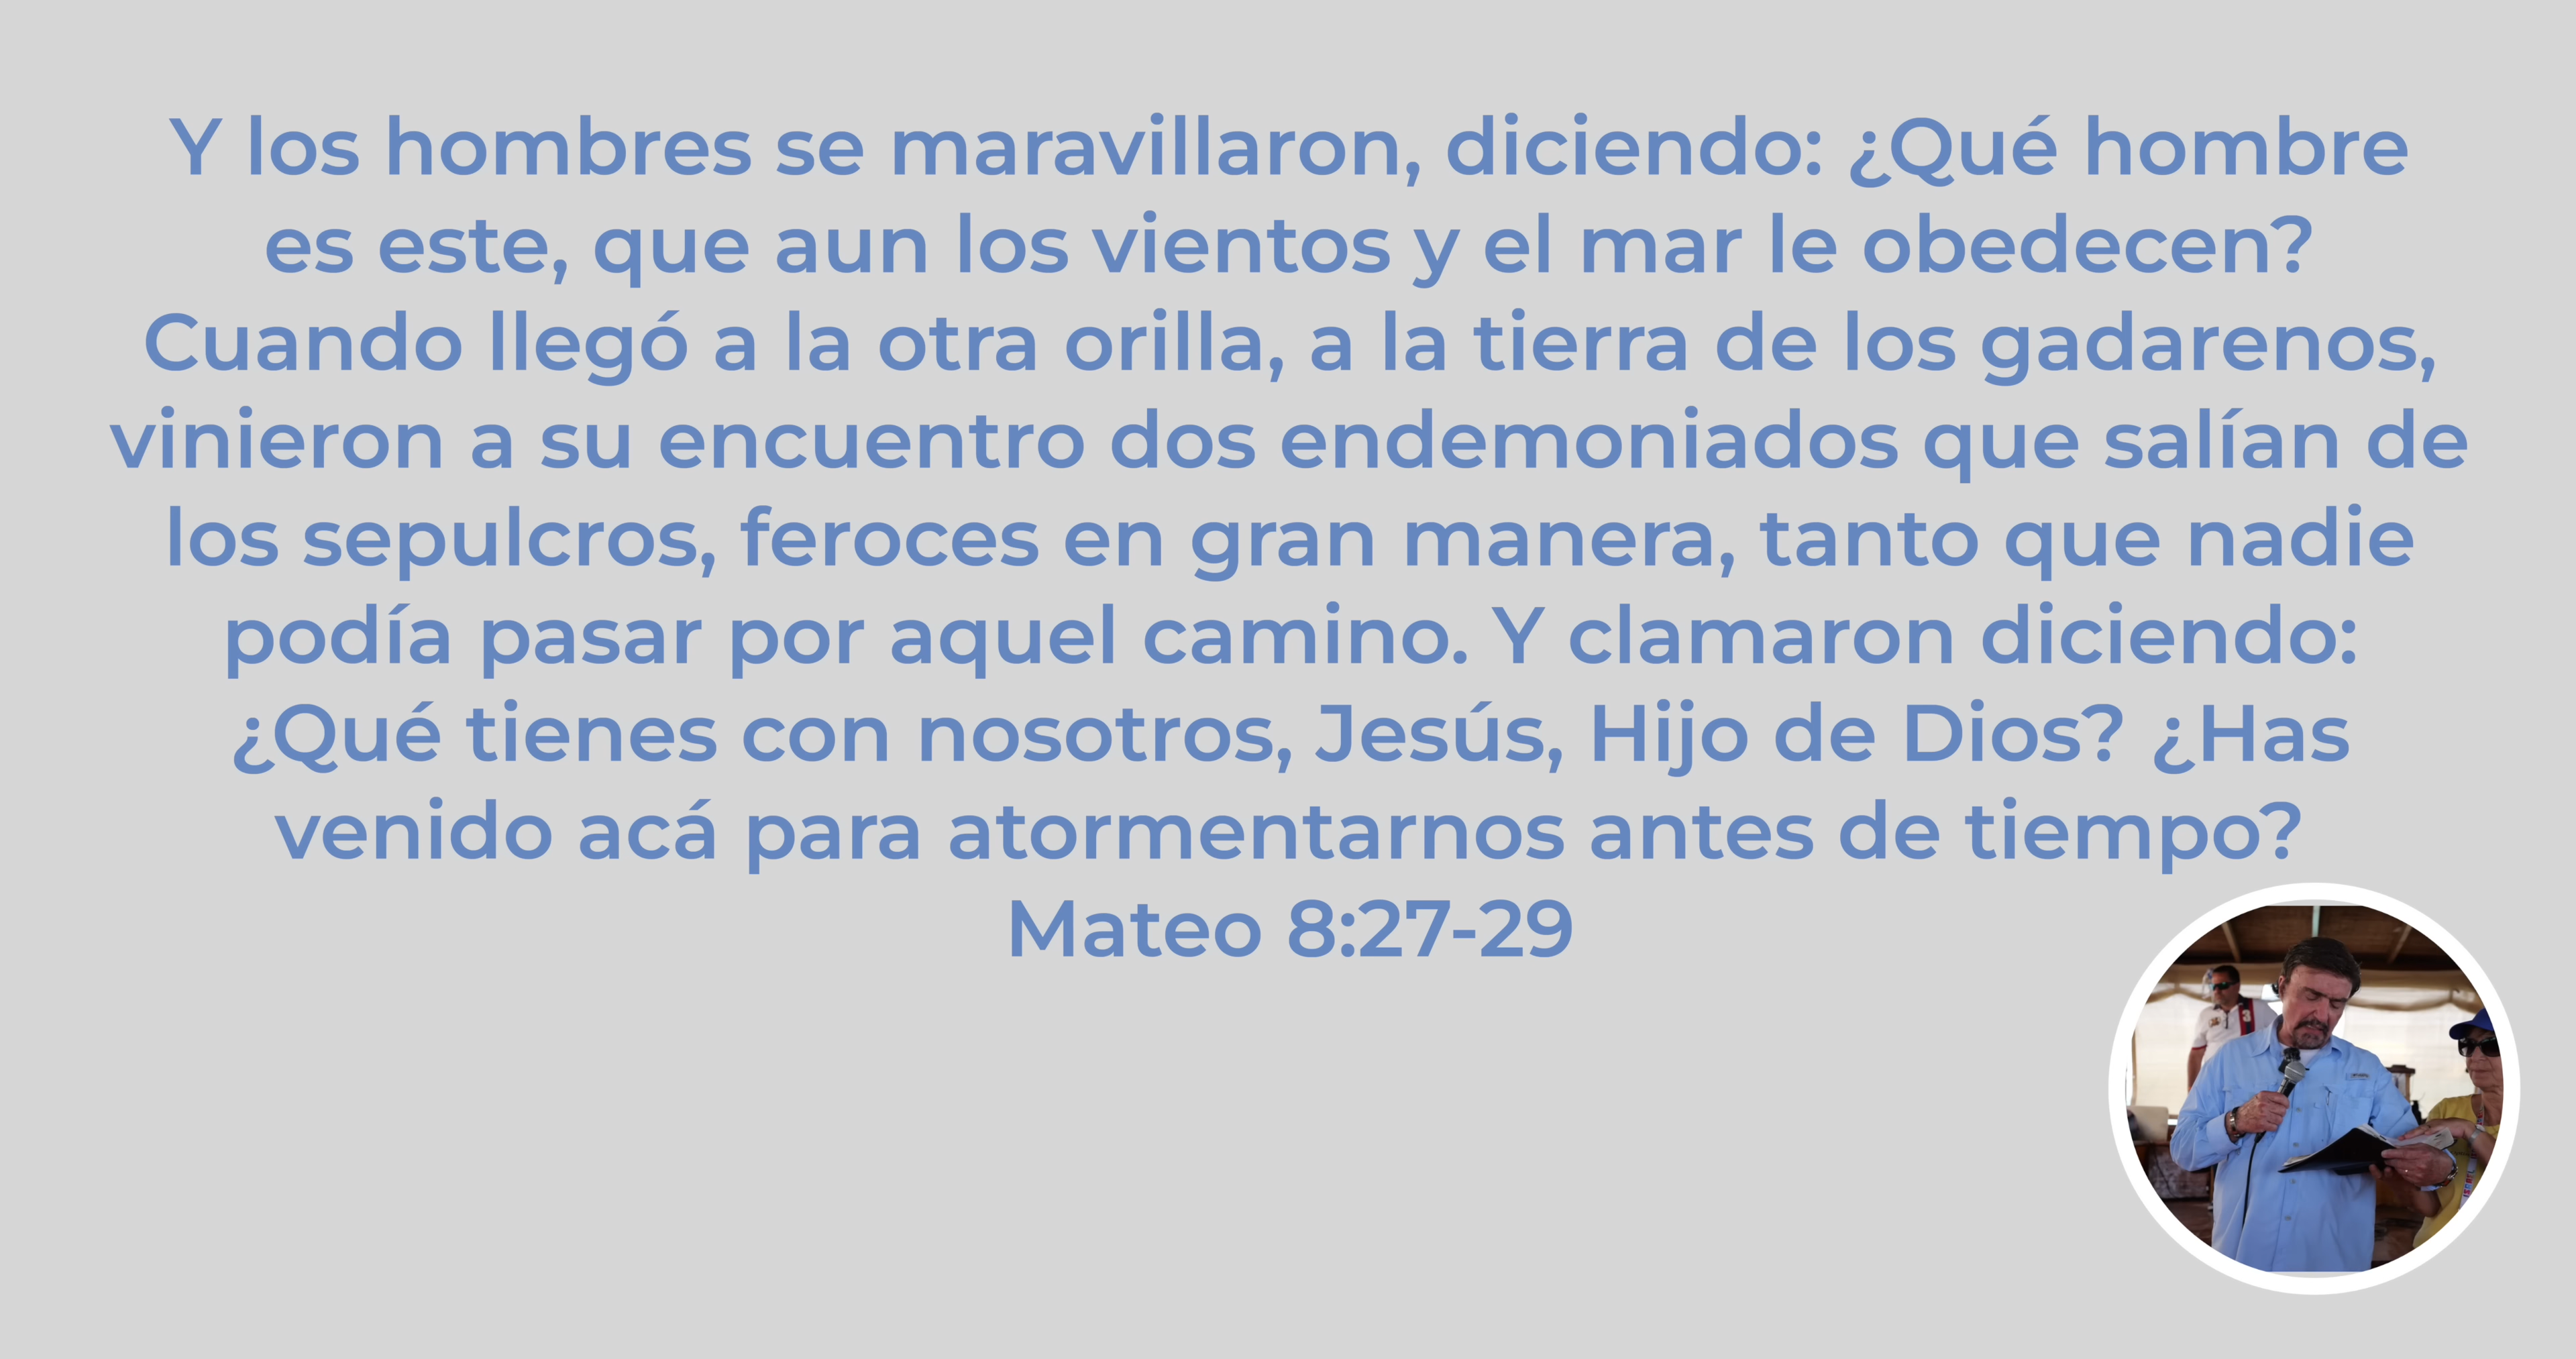 Y los hombres se maravillaron, diciendo: ¿Qué hombre
es este, que aun los vientos y el mar le obedecen?
Cuando llegó a la otra orilla, a la tierra de los gadarenos,
vinieron a su encuentro dos endemoniados que salían de
los sepulcros, feroces en gran manera, tanto que nadie
podía pasar por aquel camino. Y clamaron diciendo:
¿Qué tienes con nosotros, Jesús, Hijo de Dios? ¿Has
venido acá para atormentarnos antes de tiempo?
Mateo 8:27-29
3